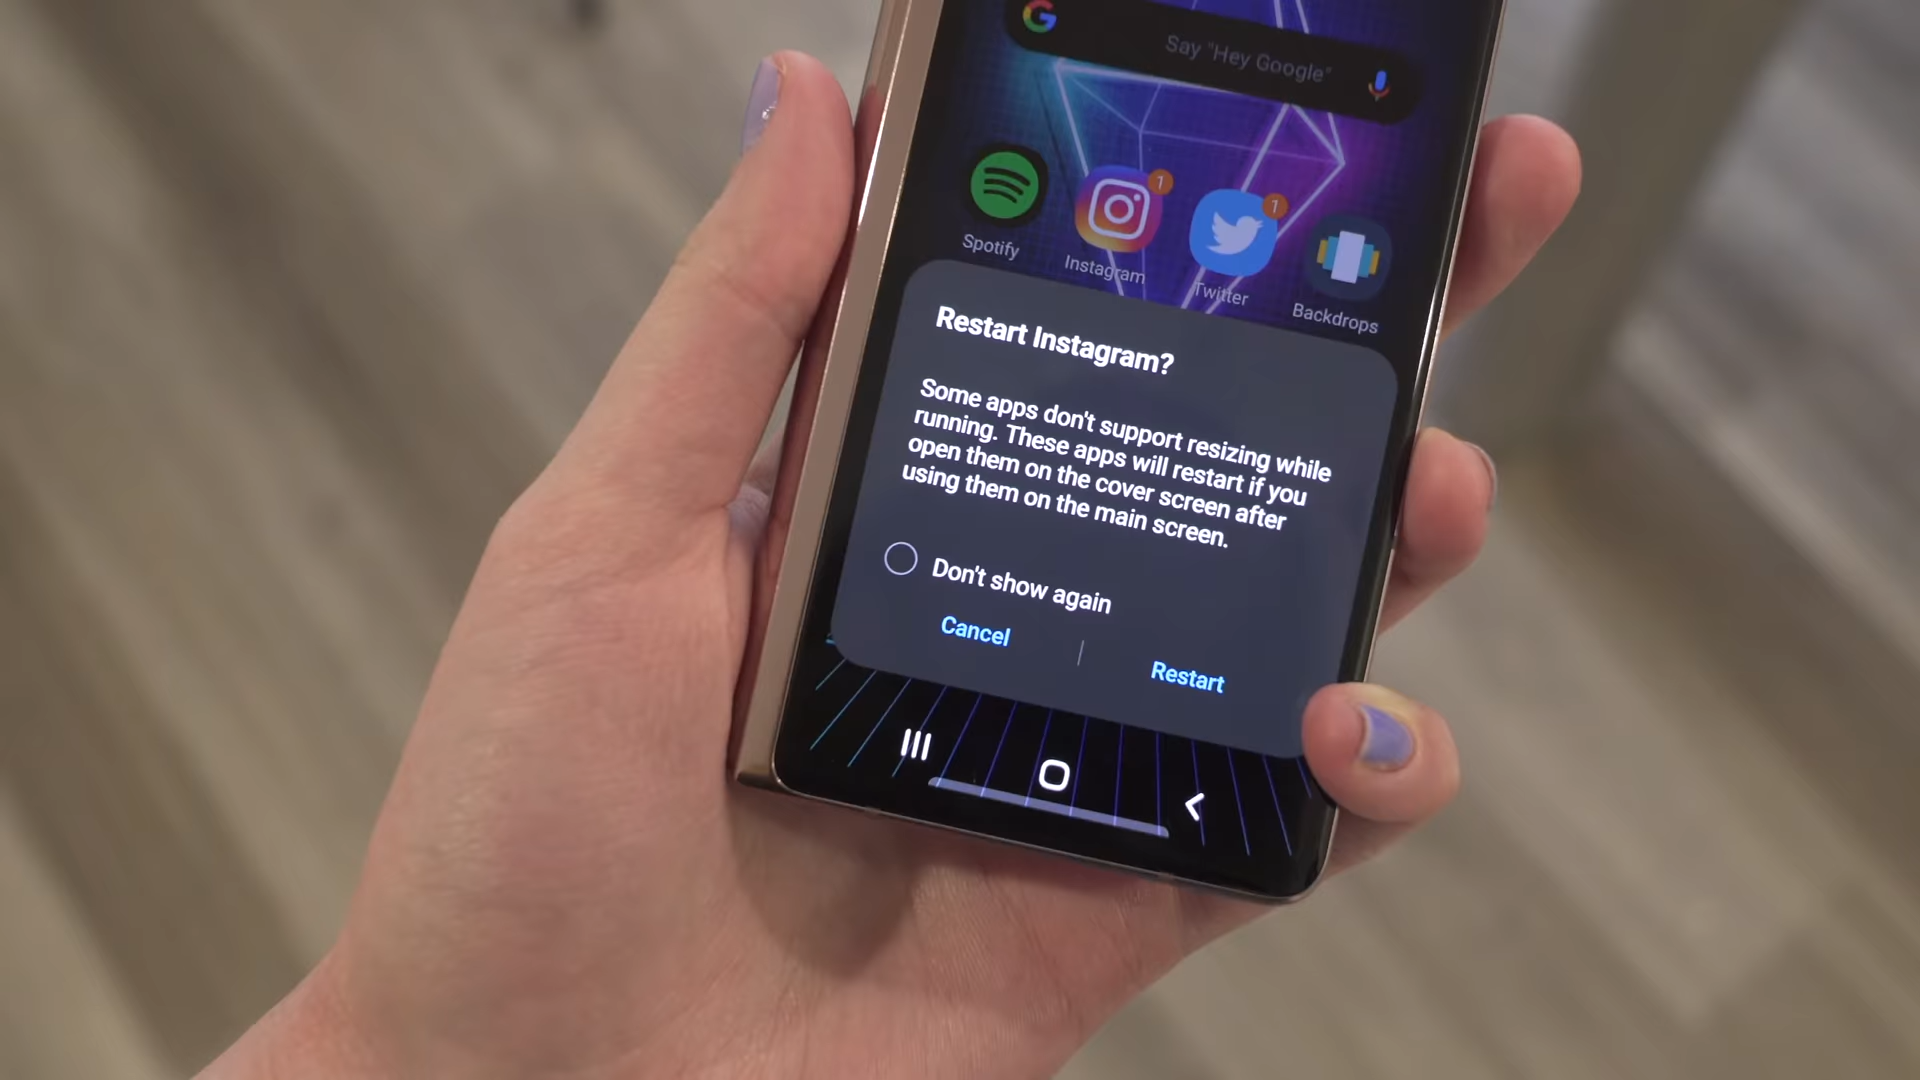 Say "Hey Google"
1
1
Spotify
Instagram
Twitter
Backdrops
Restart Instagram?
Some apps don't support resizing while
running. These apps will restart if you
open them on the cover screen after
using them on the main screen.
Don't show again
Cancel
Restart